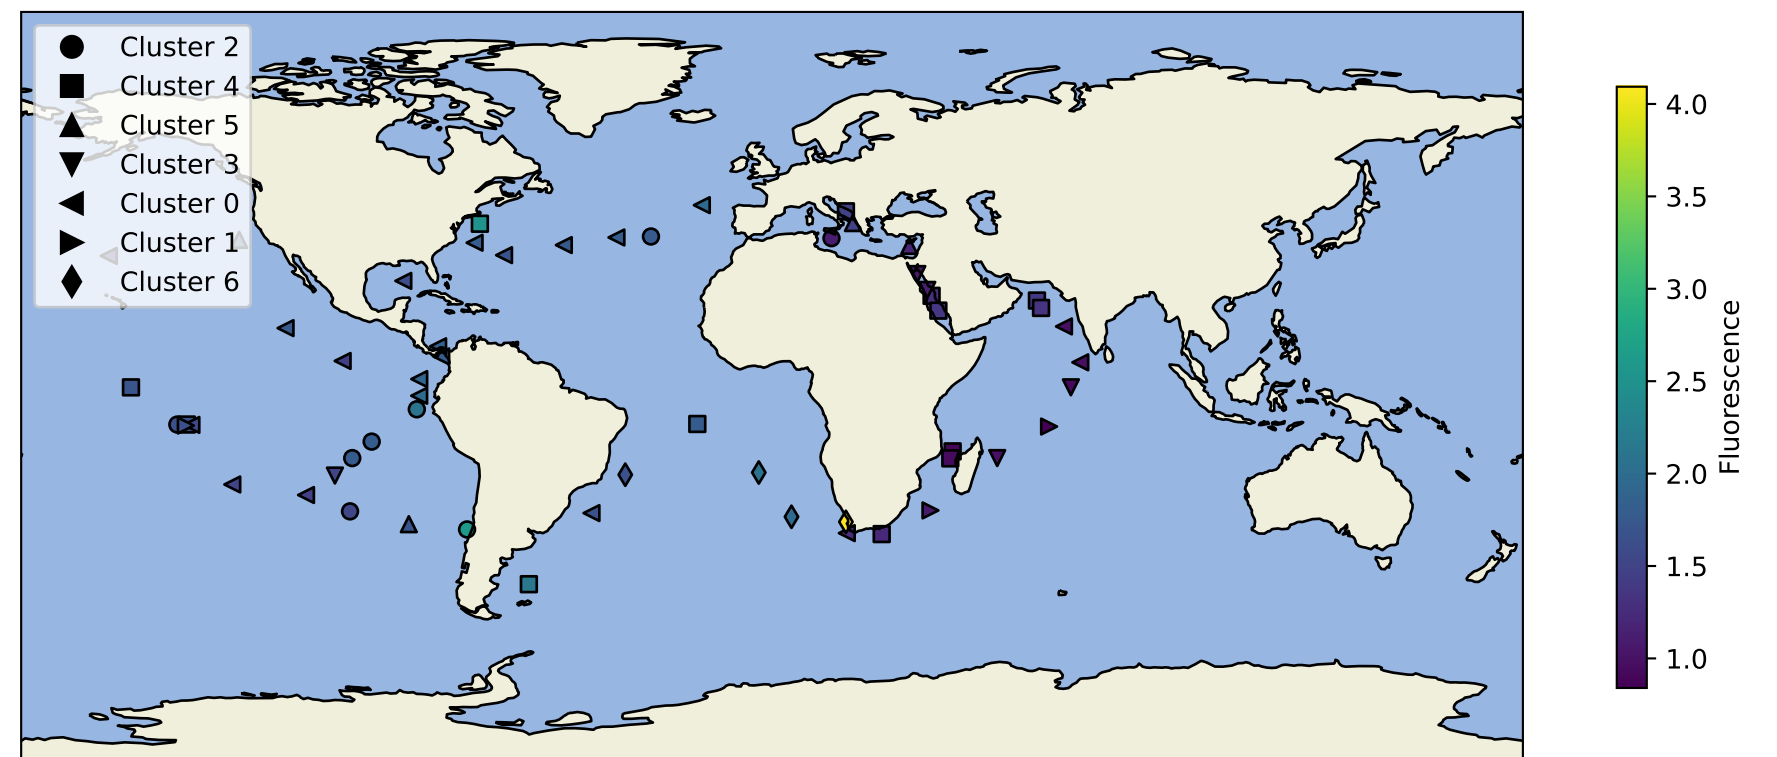 Cluster 2
Cluster 4
Cluster 5
Cluster 3
Cluster 0
Cluster 1
Cluster 6
4.0
3.5
3.0
2.5
2.0
1.5
1.0
Fluorescence